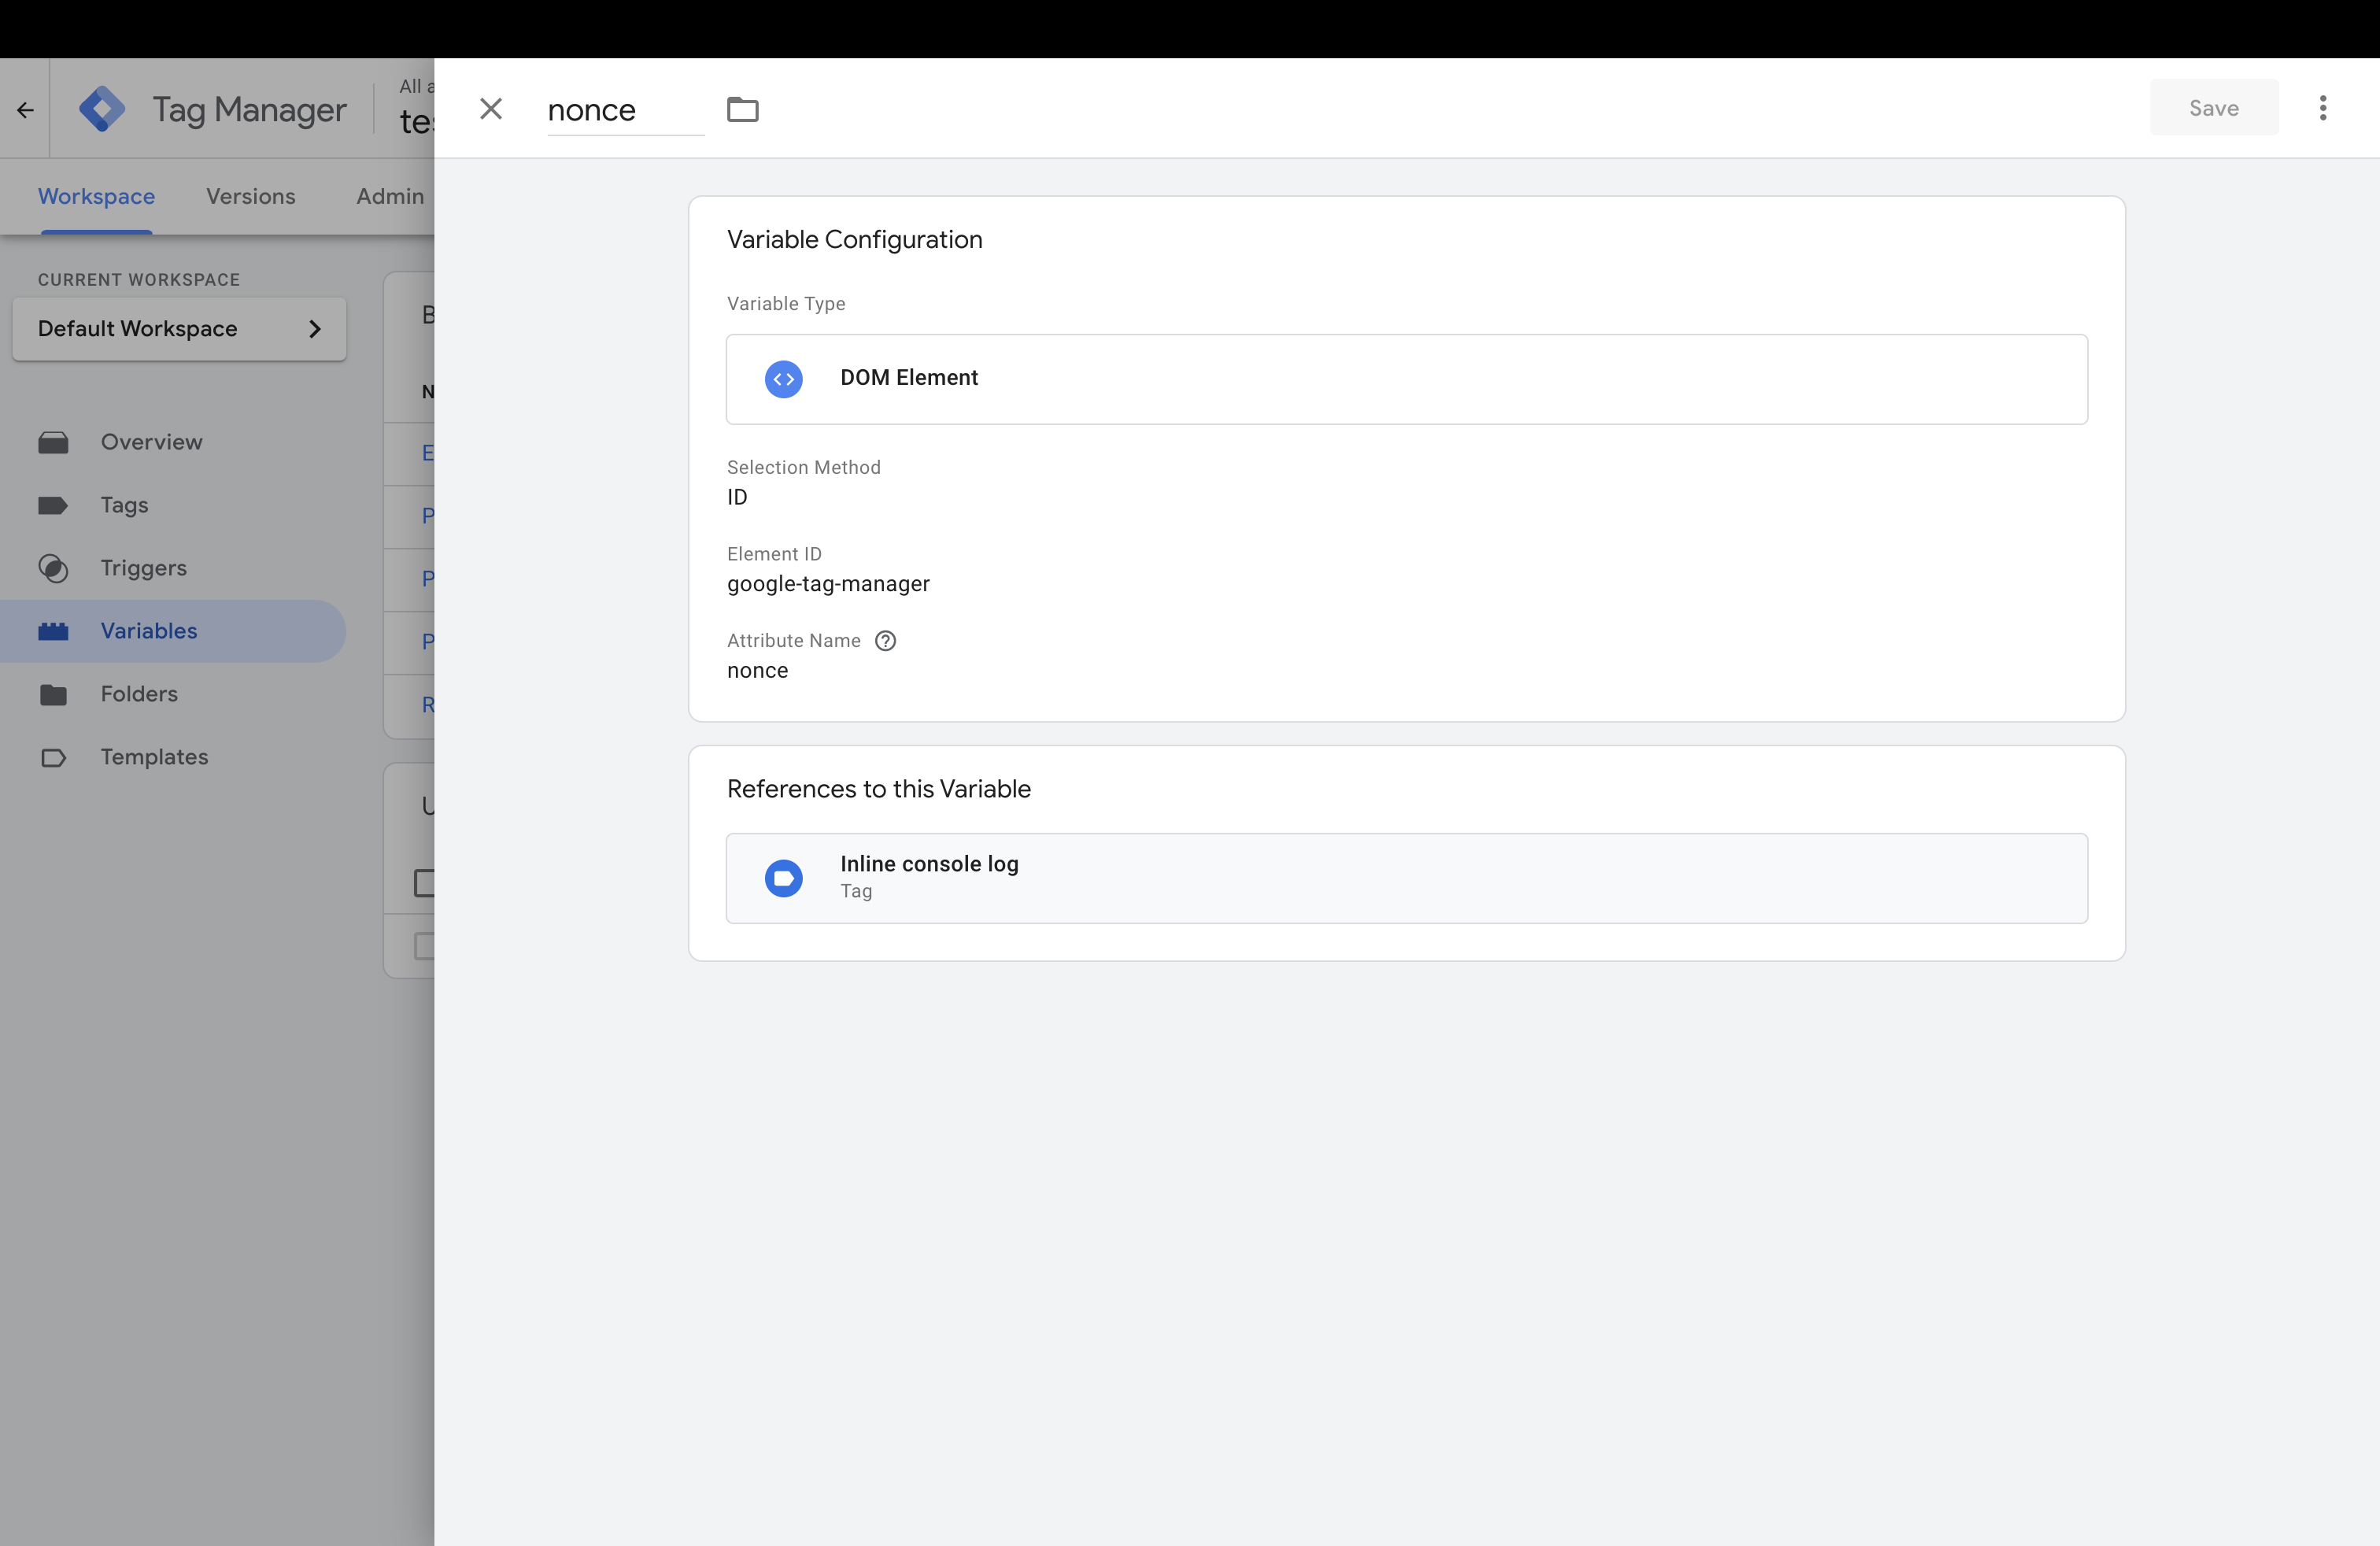 Tag Manager
All a
tes
nonce
Save
Workspace
Versions
Admin
CURRENT WORKSPACE
Default Workspace
Overview
Tags
Triggers
Variables
Folders
Templates
B
N
E
P
P
P
R
U
Variable Configuration
Variable Type
DOM Element
Selection Method
ID
Element ID
google-tag-manager
Attribute Name
nonce
References to this Variable
Inline console log
Tag